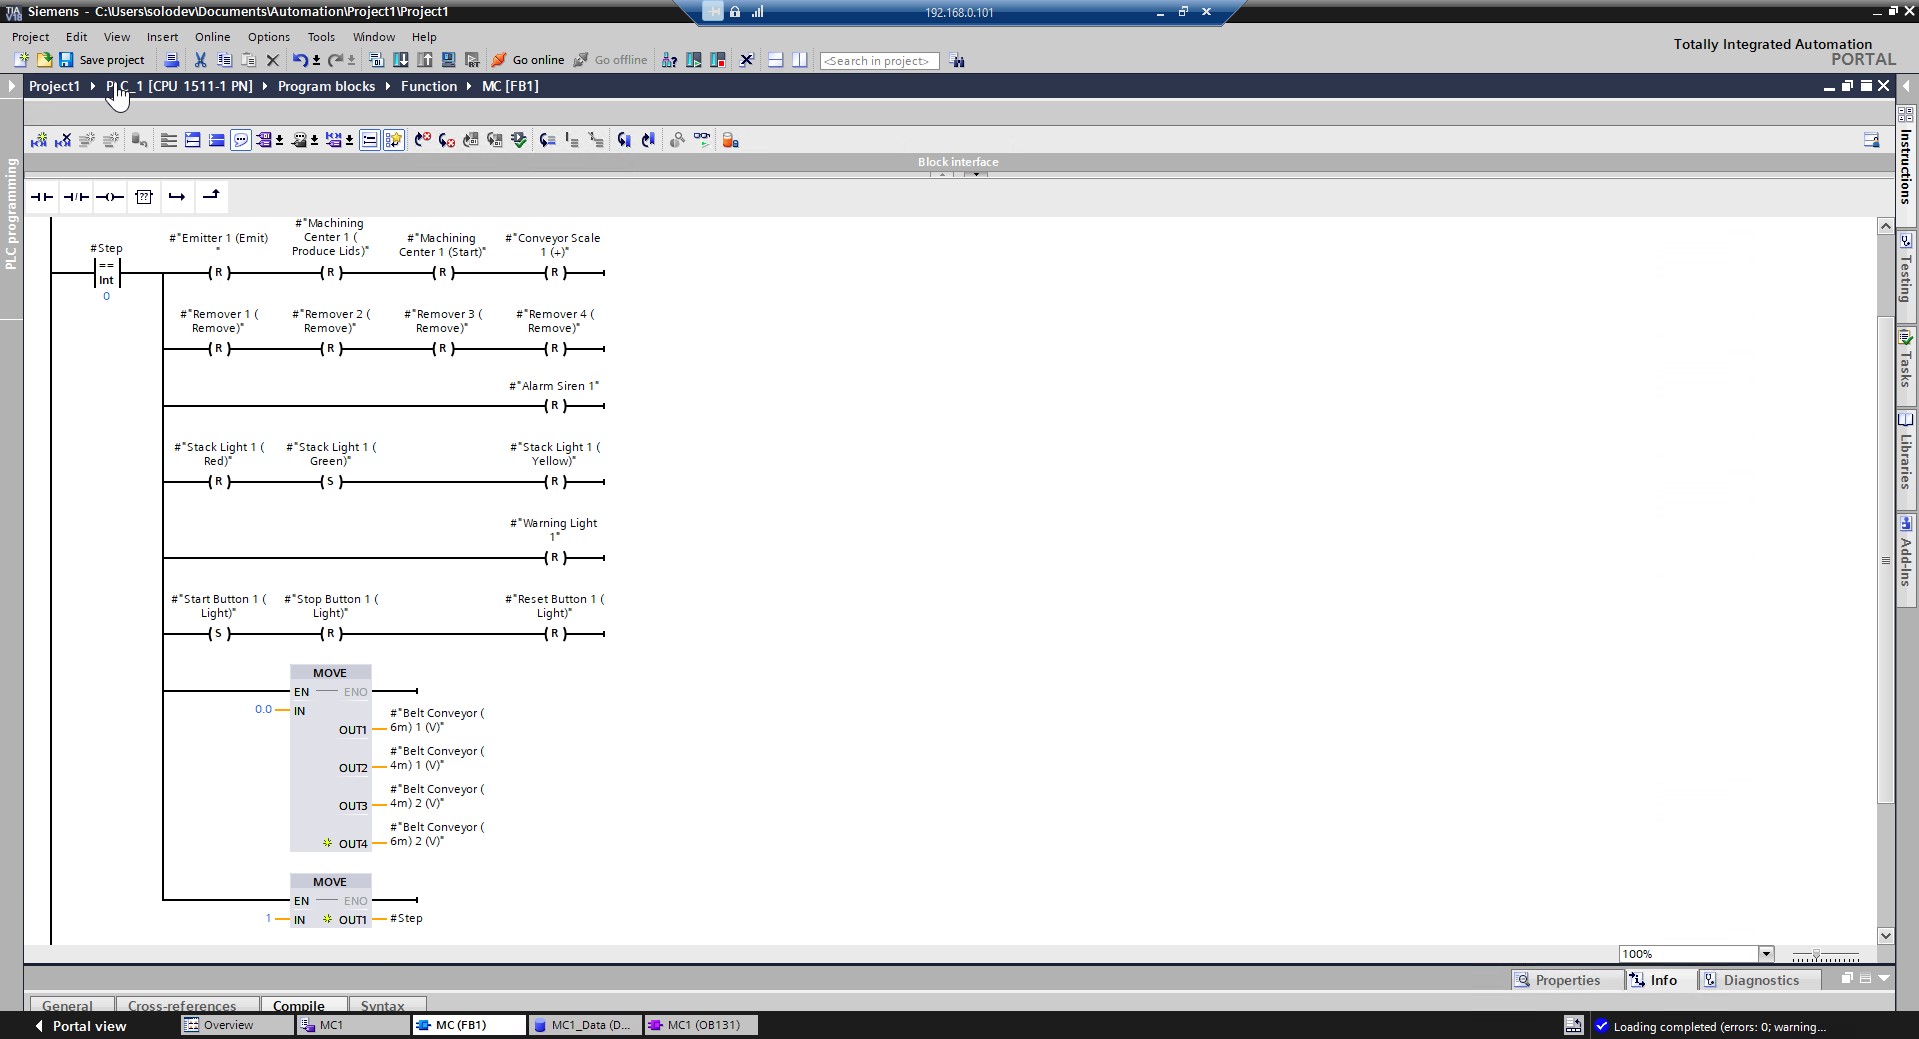 Siemens - C:\Users\solodev\Documents\Automation\Project1\Project1
192.168.0.101
Project Edit View Insert Online Options Tools Window Help
Totally Integrated Automation
PORTAL
Save project
Go online
Go offline
<Search in project>
Project1 PLC_1 [CPU 1511-1 PN] Program blocks Function MC [FB1]
Block interface
PLC programming
Instructions
Testing
Tasks
Libraries
Add-Ins
??
#Step
==
Int
0
#"Emitter 1 (Emit)
"
R
#"Machining
Center 1 (
Produce Lids)"
R
#"Machining
Center 1 (Start)"
R
#"Conveyor Scale
1 (+)"
R
#"Remover 1 (
Remove)"
R
#"Remover 2 (
Remove)"
R
#"Remover 3 (
Remove)"
R
#"Remover 4 (
Remove)"
R
#"Alarm Siren 1"
R
#"Stack Light 1 (
Red)"
R
#"Stack Light 1 (
Green)"
S
#"Stack Light 1 (
Yellow)"
R
#"Warning Light
1"
R
#"Start Button 1 (
Light)"
S
#"Stop Button 1 (
Light)"
R
#"Reset Button 1 (
Light)"
R
MOVE
EN ENO
0.0 IN
OUT1
#"Belt Conveyor (
6m) 1 (V)"
OUT2
#"Belt Conveyor (
4m) 1 (V)"
OUT3
#"Belt Conveyor (
4m) 2 (V)"
OUT4
#"Belt Conveyor (
6m) 2 (V)"
MOVE
EN ENO
1 IN OUT1 #Step
100%
Properties Info Diagnostics
General Cross-references Compile Syntax
Portal view Overview MC1 MC (FB1) MC1_Data (D... MC1 (OB131)
Loading completed (errors: 0; warning...